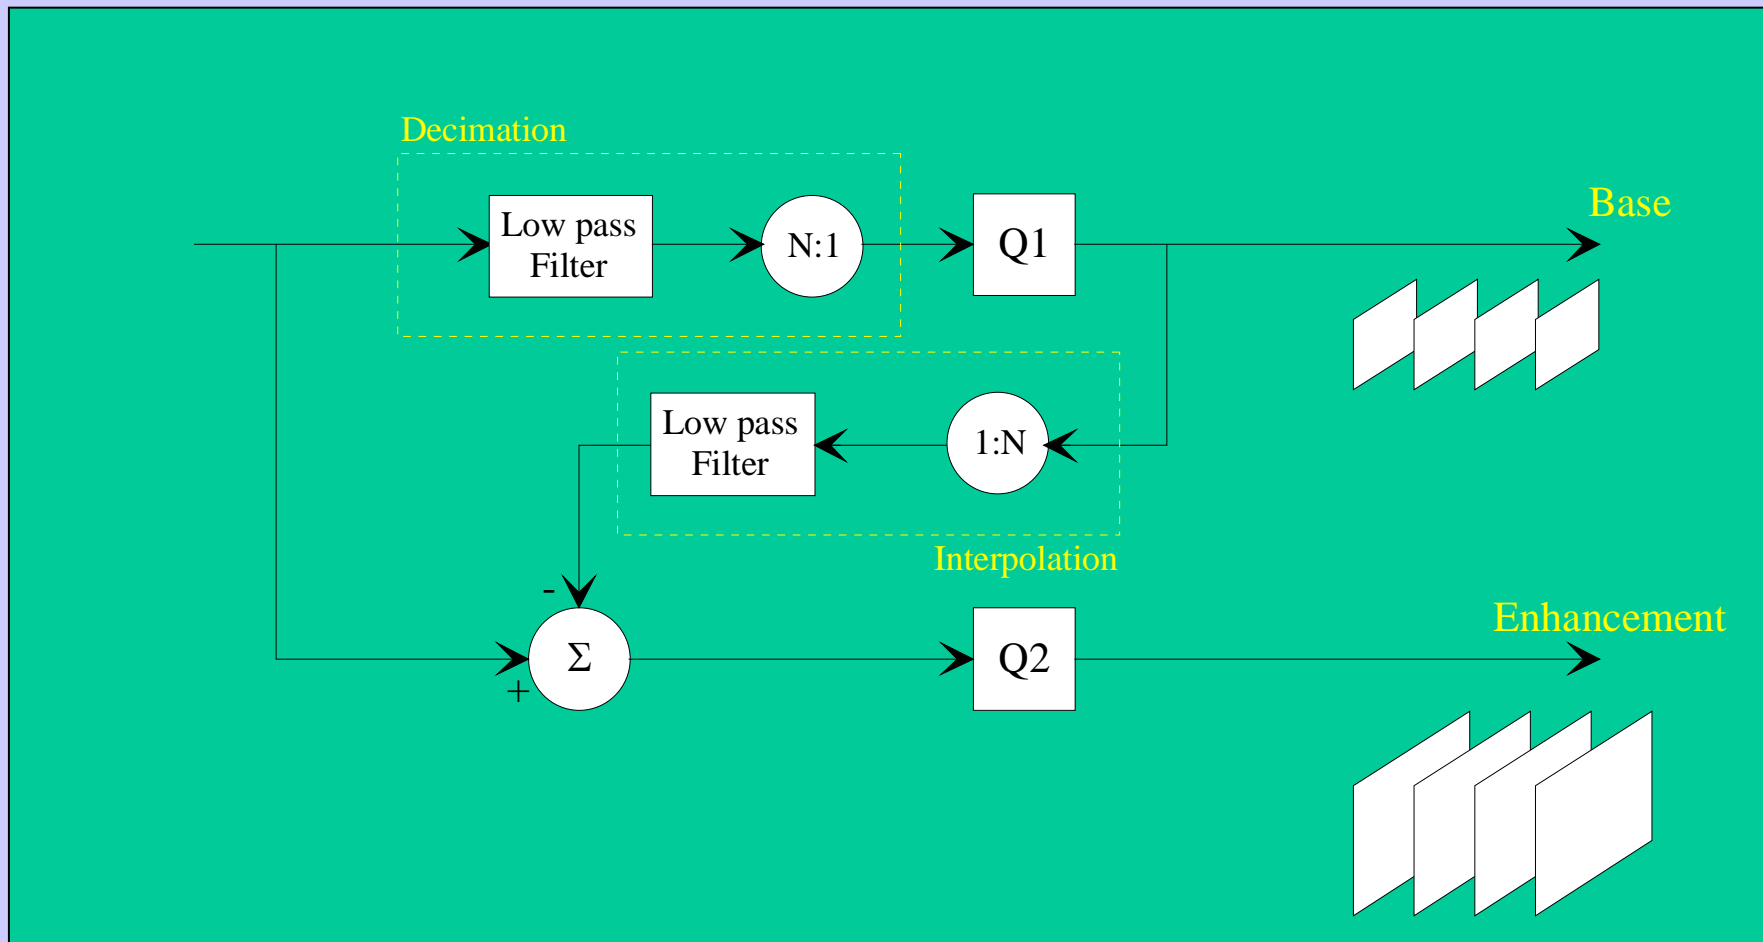 Decimation
Base
Low pass
Filter
N:1
Q1
Low pass
Filter
1:N
Interpolation
-
Enhancement
Σ
Q2
+